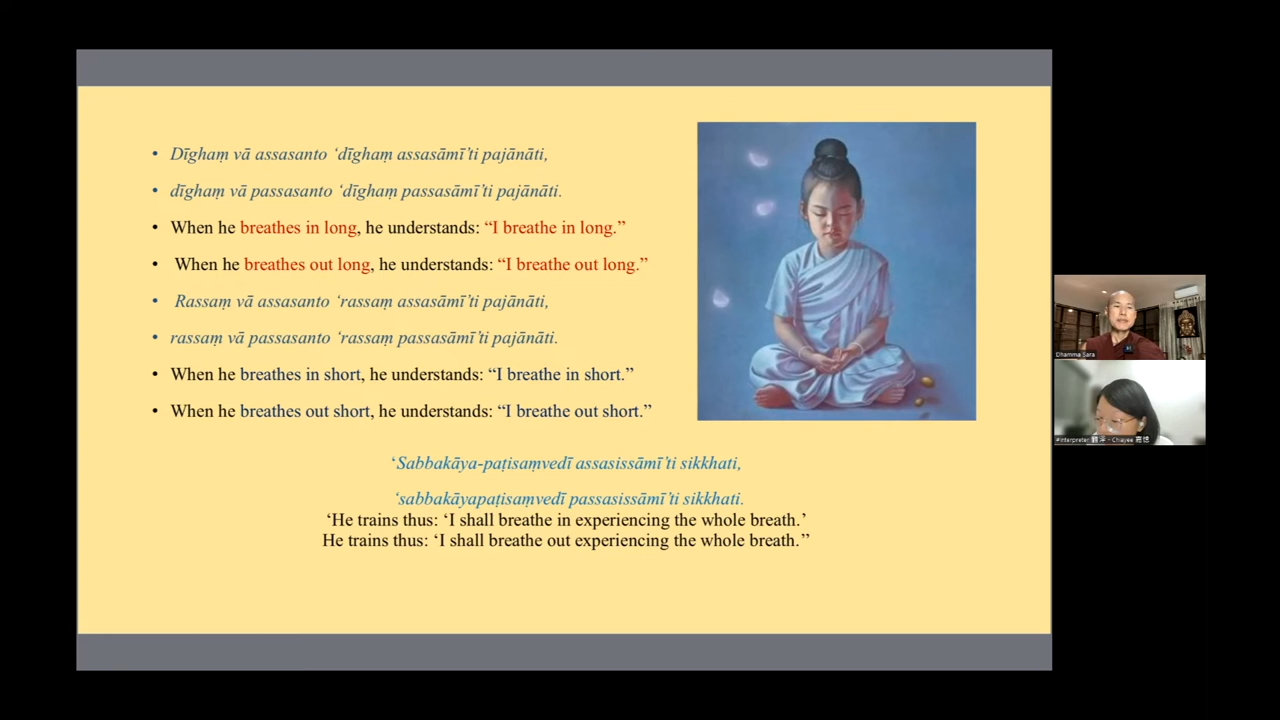 • Dīghaṃ vā assasanto ‘dīghaṃ assasāmī’ti pajānāti,
• dīghaṃ vā passasanto ‘dīghaṃ passasāmī’ti pajānāti.
• When he breathes in long, he understands: “I breathe in long.”
• When he breathes out long, he understands: “I breathe out long.”
• Rassaṃ vā assasanto ‘rassaṃ assasāmī’ti pajānāti,
• rassaṃ vā passasanto ‘rassaṃ passasāmī’ti pajānāti.
• When he breathes in short, he understands: “I breathe in short.”
• When he breathes out short, he understands: “I breathe out short.”
‘Sabbakāya-paṭisaṃvedī assasissāmī’ti sikkhati,
‘sabbakāyapaṭisaṃvedī passasissāmī’ti sikkhati.
‘He trains thus: ‘I shall breathe in experiencing the whole breath.’
He trains thus: ‘I shall breathe out experiencing the whole breath.’’
Dhamma Sara
#interpreter - Chiayee